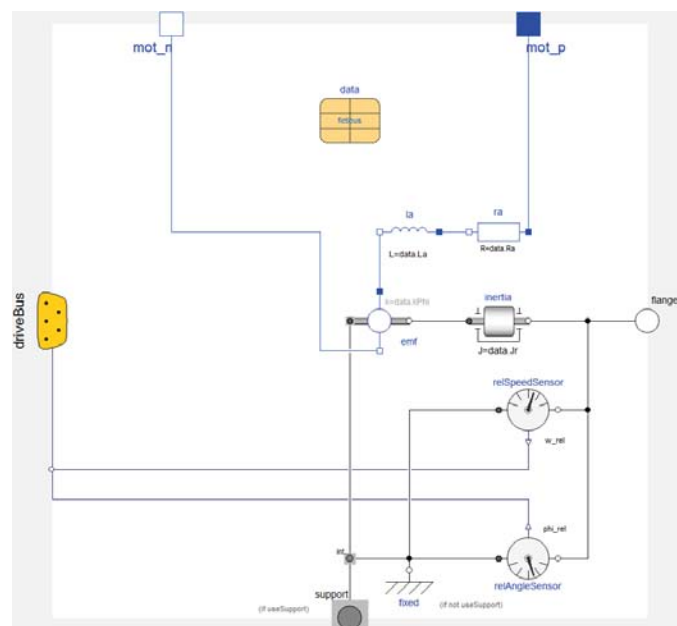 mot_n
mot_p
data
la
ra
L=data.La
R=data.Ra
k=data.kPhi
inertia
flange
emf
J=data.Jr
driveBus
relSpeedSensor
w_rel
phi_rel
int
relAngleSensor
support
(if useSupport)
fixed
(if not useSupport)